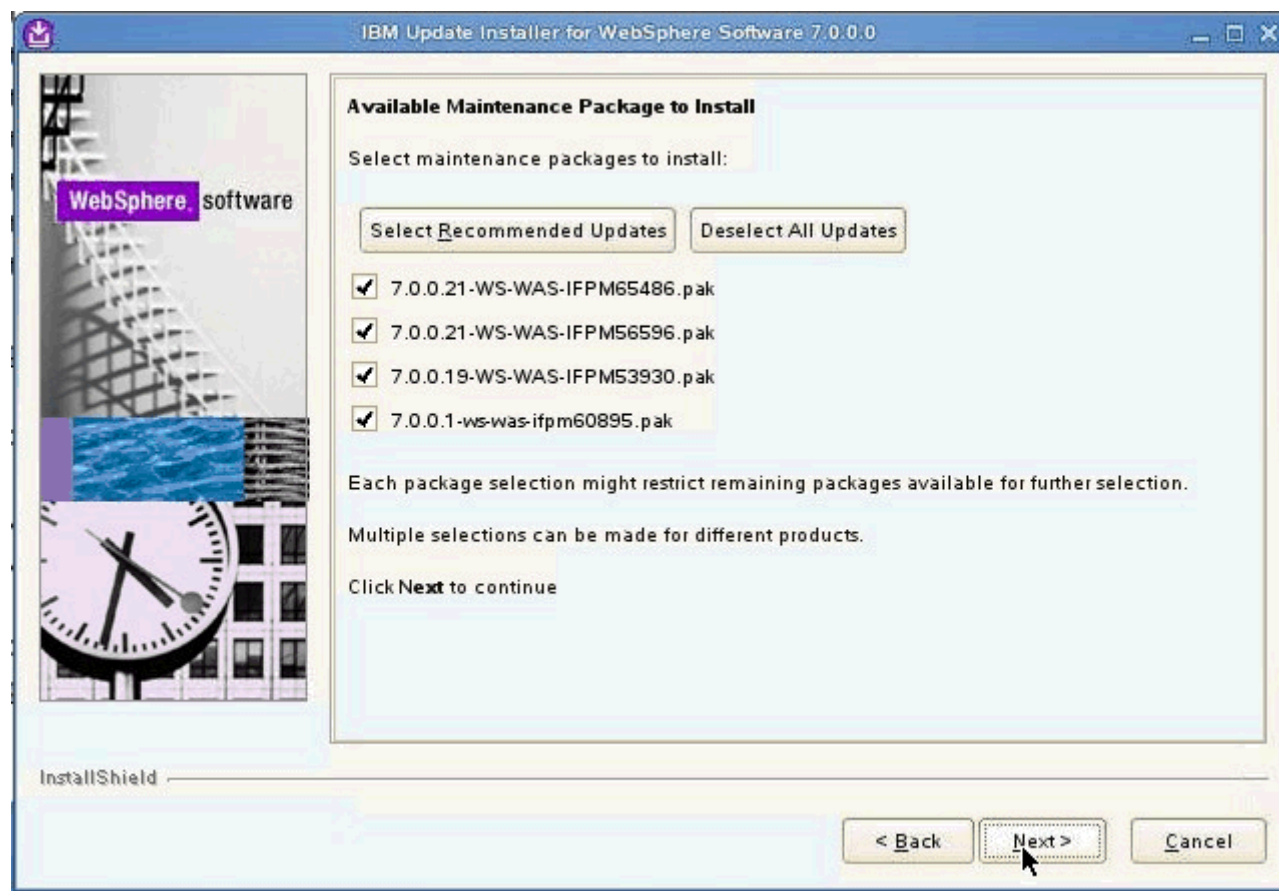 IBM Update Installer for WebSphere Software 7.0.0.0
WebSphere. software
Available Maintenance Package to Install
Select maintenance packages to install:
Select Recommended Updates
Deselect All Updates
7.0.0.21-WS-WAS-IFPM65486.pak
7.0.0.21-WS-WAS-IFPM56596.pak
7.0.0.19-WS-WAS-IFPM53930.pak
7.0.0.1-ws-was-ifpm60895.pak
Each package selection might restrict remaining packages available for further selection.
Multiple selections can be made for different products.
Click Next to continue
InstallShield
< Back
Next >
Cancel